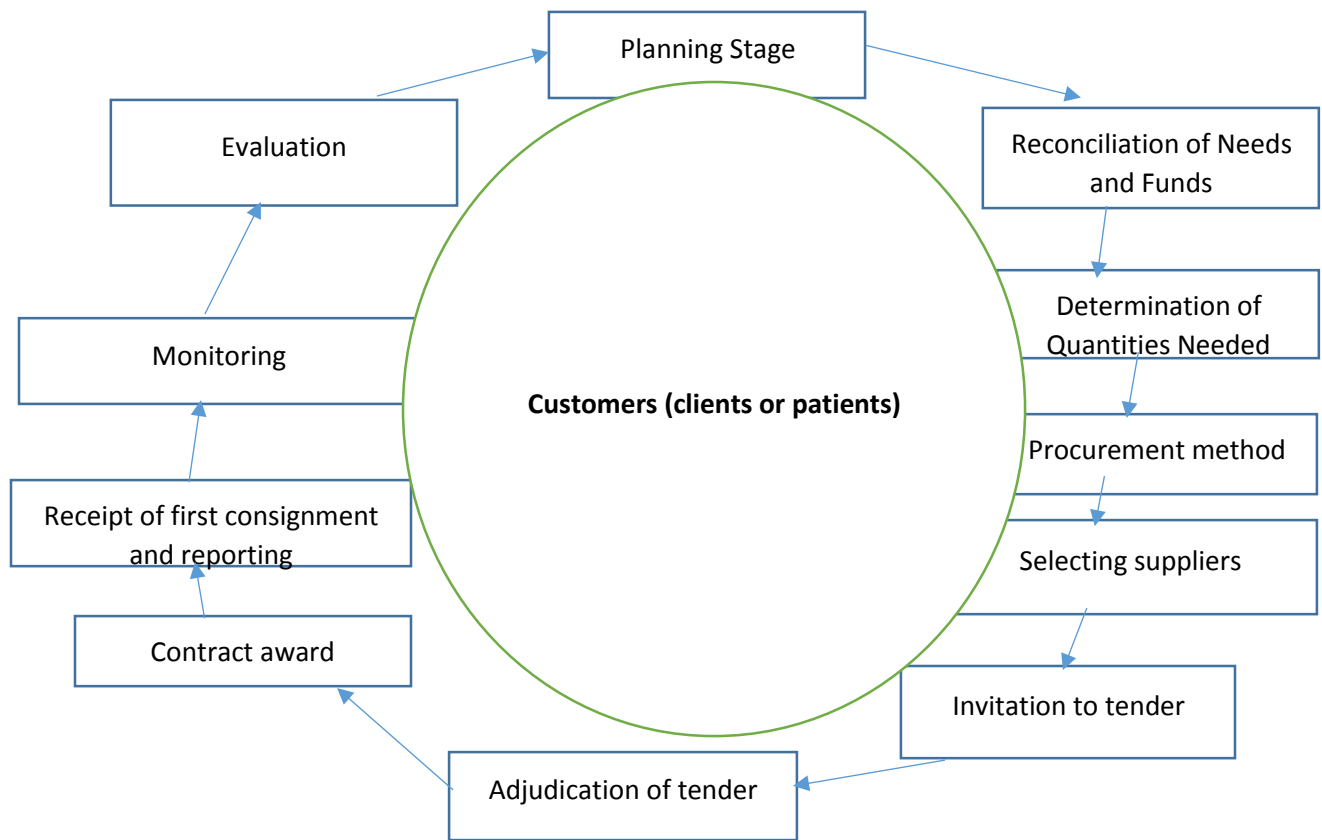 Planning Stage
Reconciliation of Needs
and Funds
Determination of
Quantities Needed
Procurement method
Selecting suppliers
Invitation to tender
Adjudication of tender
Contract award
Receipt of first consignment
and reporting
Monitoring
Evaluation
Customers (clients or patients)